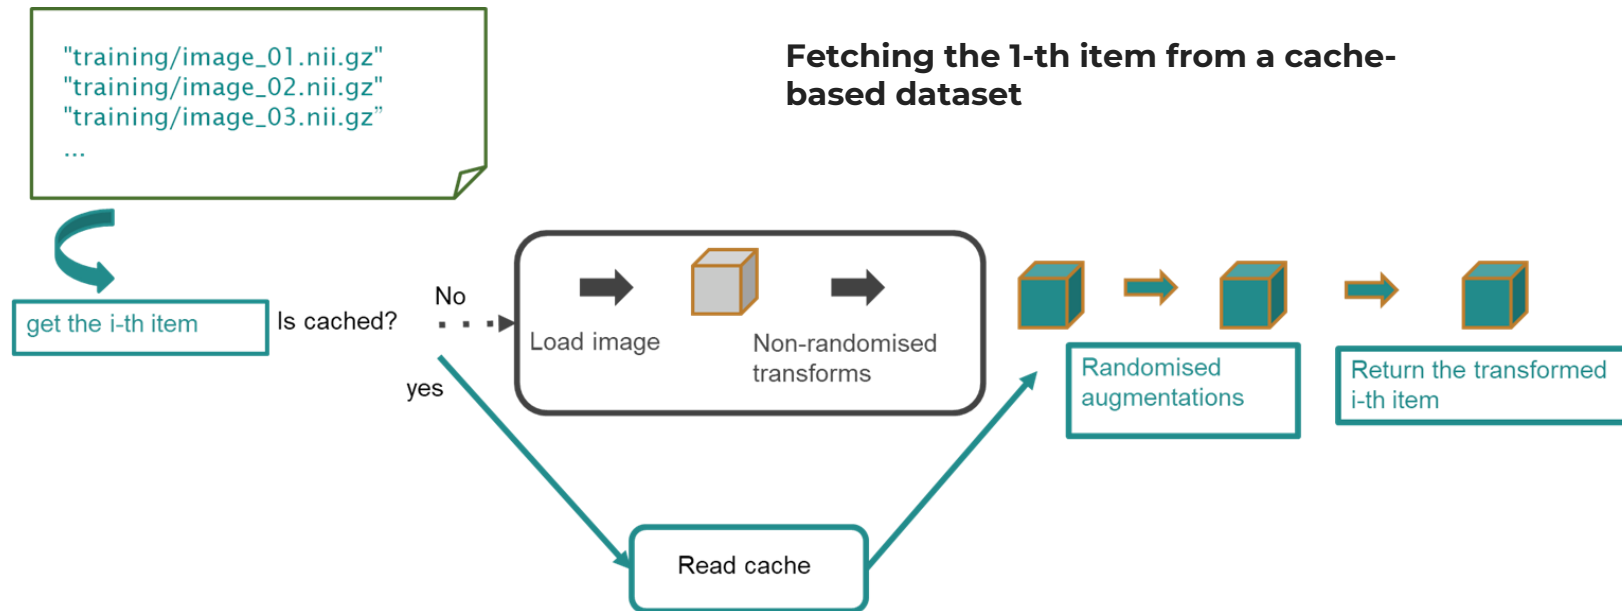 "training/image_01.nii.gz"
"training/image_02.nii.gz"
"training/image_03.nii.gz”
...
Fetching the 1-th item from a cache-
based dataset
get the i-th item
Is cached?
No
yes
Load image
Non-randomised
transforms
Read cache
Randomised
augmentations
Return the transformed
i-th item